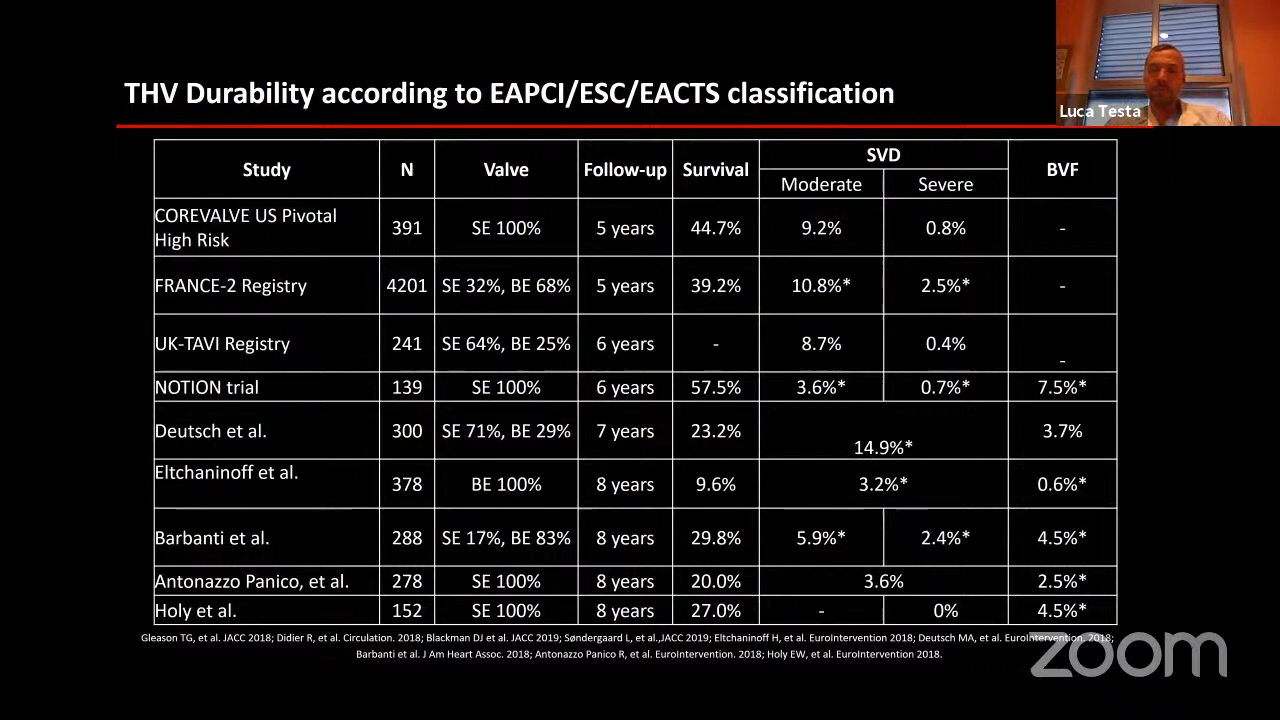 THV Durability according to EAPCI/ESC/EACTS classification
Luca Testa
Study N Valve Follow-up Survival SVD BVF
Moderate Severe
COREVALVE US Pivotal
High Risk 391 SE 100% 5 years 44.7% 9.2% 0.8% -
FRANCE-2 Registry 4201 SE 32%, BE 68% 5 years 39.2% 10.8%* 2.5%* -
UK-TAVI Registry 241 SE 64%, BE 25% 6 years - 8.7% 0.4% -
NOTION trial 139 SE 100% 6 years 57.5% 3.6%* 0.7%* 7.5%*
Deutsch et al. 300 SE 71%, BE 29% 7 years 23.2% 14.9%* 3.7%
Eltchaninoff et al. 378 BE 100% 8 years 9.6% 3.2%* 0.6%*
Barbanti et al. 288 SE 17%, BE 83% 8 years 29.8% 5.9%* 2.4%* 4.5%*
Antonazzo Panico, et al. 278 SE 100% 8 years 20.0% 3.6% 2.5%*
Holy et al. 152 SE 100% 8 years 27.0% - 0% 4.5%*
Gleason TG, et al. JACC 2018; Didier R, et al. Circulation. 2018; Blackman DJ et al. JACC 2019; Søndergaard L, et al.,JACC 2019; Eltchaninoff H, et al. EuroIntervention 2018; Deutsch MA, et al. EuroIntervention. 2018;
Barbanti et al. J Am Heart Assoc. 2018; Antonazzo Panico R, et al. EuroIntervention. 2018; Holy EW, et al. EuroIntervention 2018.
zoom